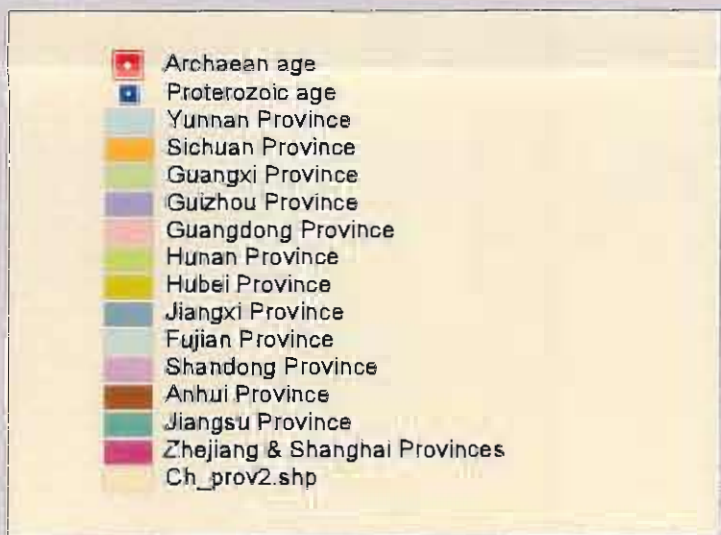 Archaean age
Proterozoic age
Yunnan Province
Sichuan Province
Guangxi Province
Guizhou Province
Guangdong Province
Hunan Province
Hubei Province
Jiangxi Province
Fujian Province
Shandong Province
Anhui Province
Jiangsu Province
Zhejiang & Shanghai Provinces
Ch_prov2.shp